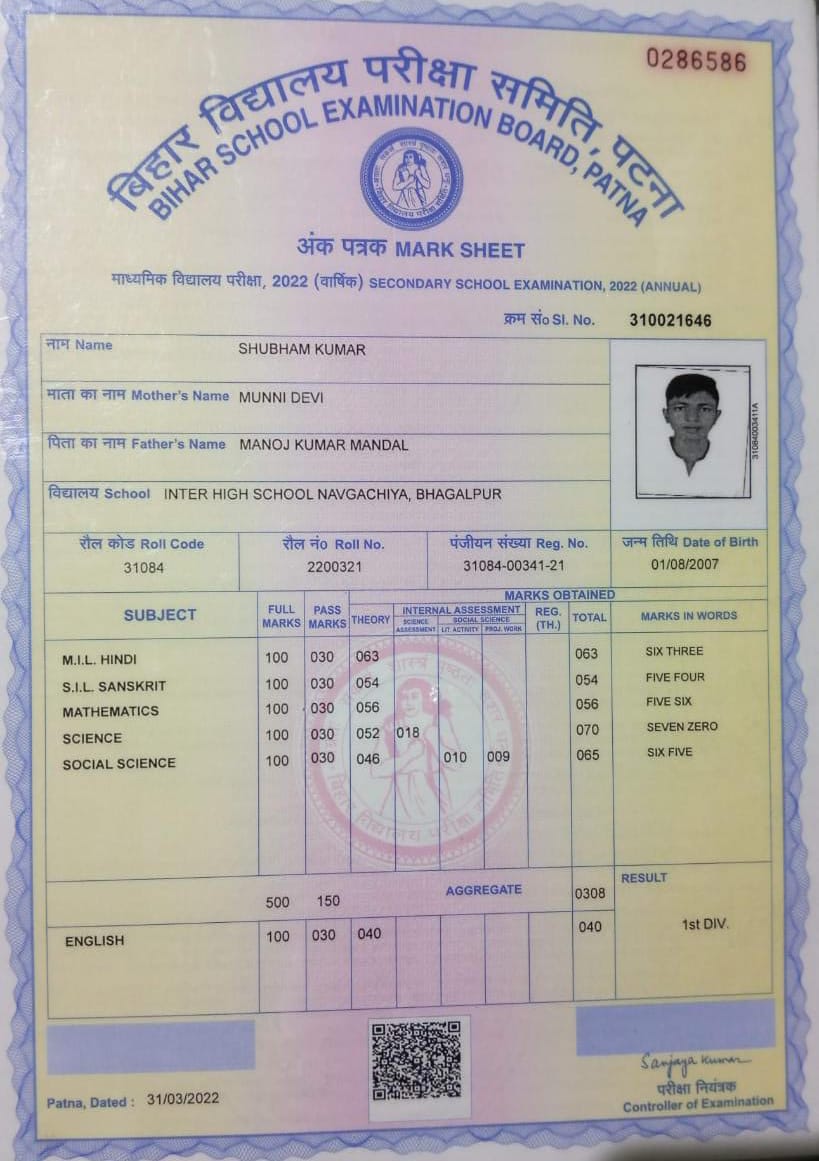 0286586
बिहार विद्यालय परीक्षा समिति, पटना
BIHAR SCHOOL EXAMINATION BOARD, PATNA
अंक पत्रक MARK SHEET
माध्यमिक विद्यालय परीक्षा, 2022 (वार्षिक) SECONDARY SCHOOL EXAMINATION, 2022 (ANNUAL)
क्रम सं० Sl. No. 310021646
नाम Name SHUBHAM KUMAR
माता का नाम Mother's Name MUNNI DEVI
पिता का नाम Father's Name MANOJ KUMAR MANDAL
विद्यालय School INTER HIGH SCHOOL NAVGACHIYA, BHAGALPUR
31084003411A
रौल कोड Roll Code रौल नं० Roll No. पंजीयन संख्या Reg. No. जन्म तिथि Date of Birth
31084 2200321 31084-00341-21 01/08/2007
MARKS OBTAINED
SUBJECT FULL MARKS PASS MARKS THEORY INTERNAL ASSESSMENT REG. (TH.) TOTAL MARKS IN WORDS
SCIENCE ASSESSMENT SOCIAL SCIENCE LIT. ACTIVITY PROJ. WORK
M.I.L. HINDI 100 030 063 063 SIX THREE
S.I.L. SANSKRIT 100 030 054 054 FIVE FOUR
MATHEMATICS 100 030 056 056 FIVE SIX
SCIENCE 100 030 052 018 070 SEVEN ZERO
SOCIAL SCIENCE 100 030 046 010 009 065 SIX FIVE
बिहार विद्यालय परीक्षा समिति
500 150 AGGREGATE 0308 RESULT
ENGLISH 100 030 040 040 1st DIV.
Sanjaya Kumar
परीक्षा नियंत्रक
Patna, Dated : 31/03/2022 Controller of Examination